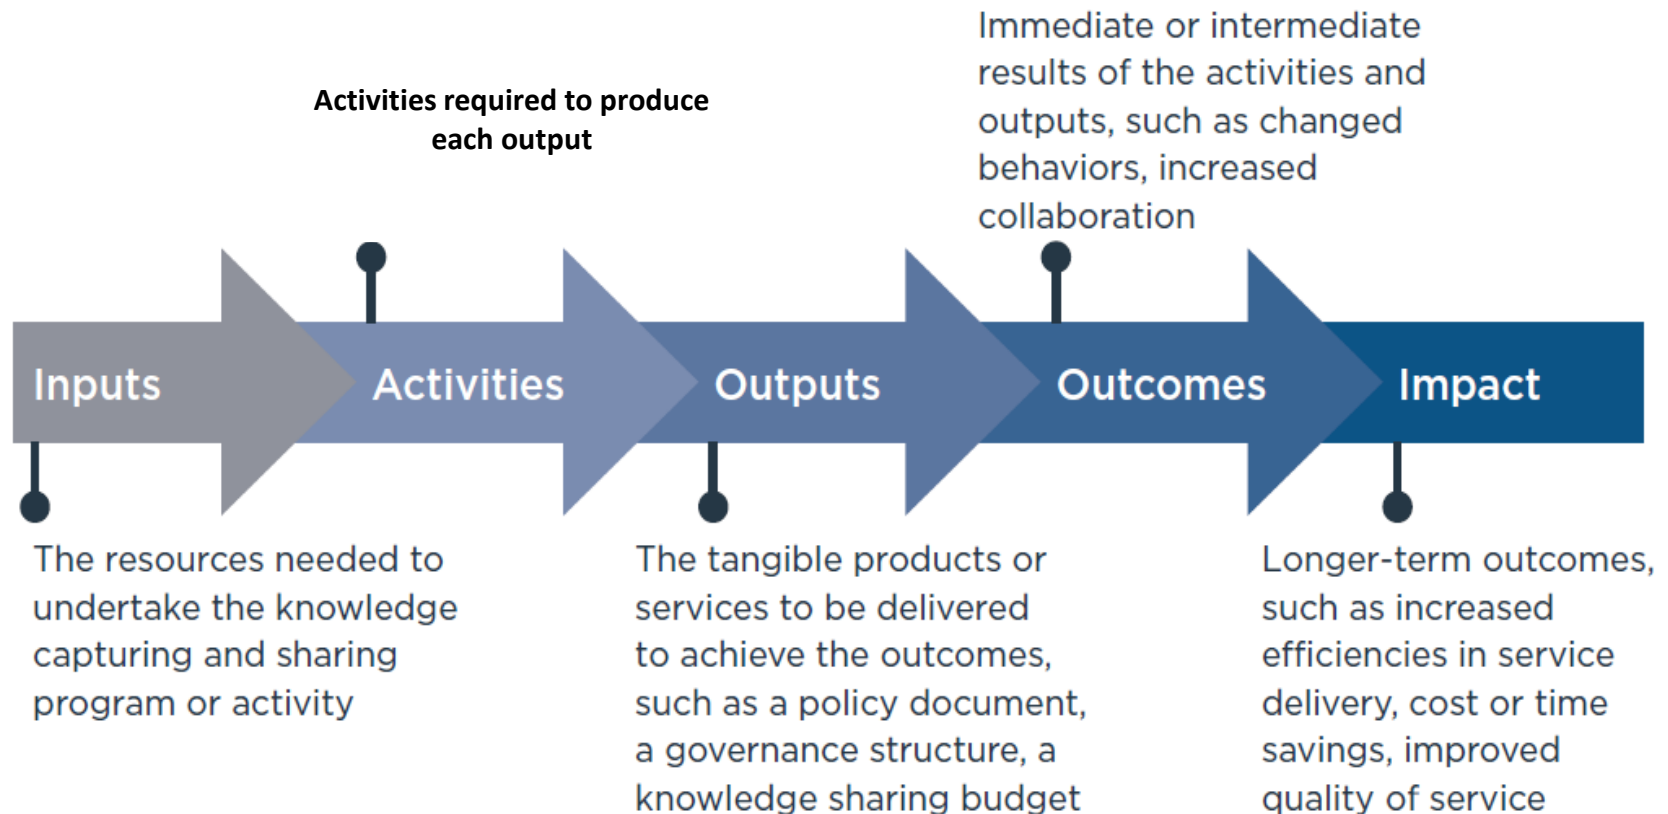 Immediate or intermediate
results of the activities and
outputs, such as changed
behaviors, increased
collaboration
Activities required to produce
each output
Inputs
Activities
Outputs
Outcomes
Impact
The resources needed to
undertake the knowledge
capturing and sharing
program or activity
The tangible products or
services to be delivered
to achieve the outcomes,
such as a policy document,
a governance structure, a
knowledge sharing budget
Longer-term outcomes,
such as increased
efficiencies in service
delivery, cost or time
savings, improved
quality of service